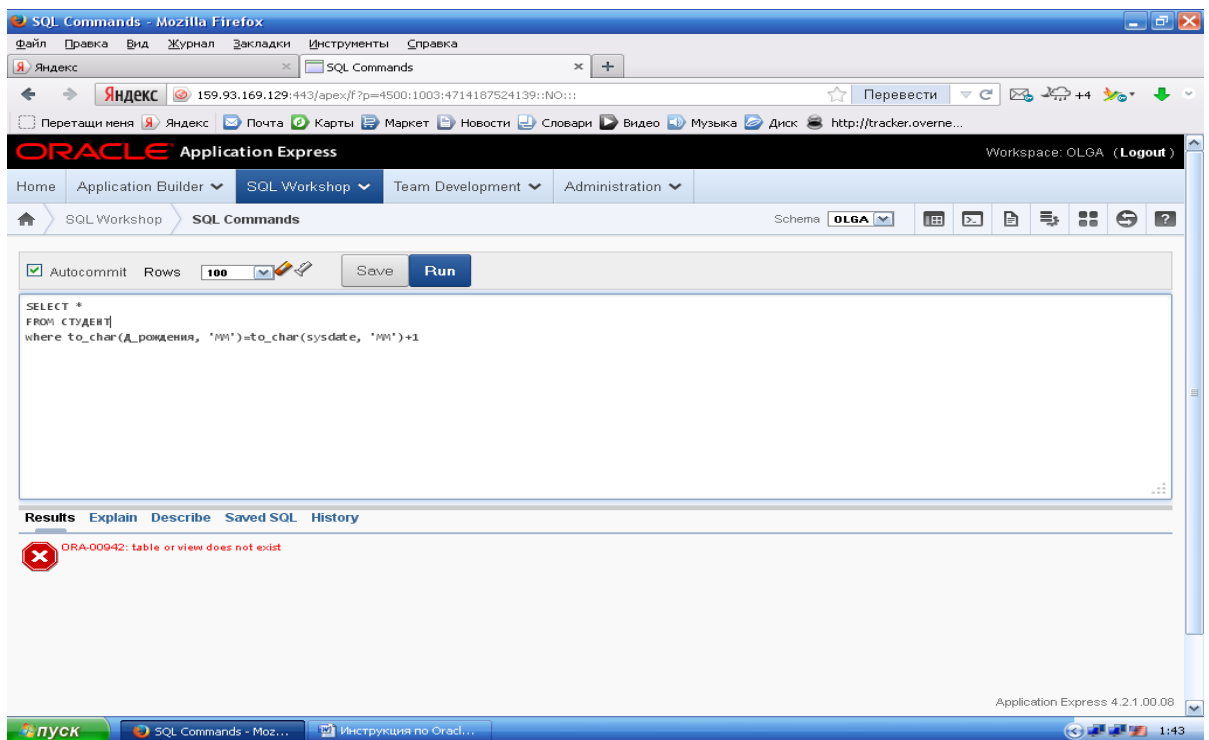 SQL Commands - Mozilla Firefox
Файл Правка Вид Журнал Закладки Инструменты Справка
Я Яндекс × SQL Commands × +
Яндекс 159.93.169.129:443/apex/f?p=4500:1003:4714187524139::NO::: Перевести +4
Перетащи меня Я Яндекс Почта Карты Маркет Новости Словари Видео Музыка Диск http://tracker.overne...
ORACLE Application Express Workspace: OLGA (Logout)
Home Application Builder SQL Workshop Team Development Administration
SQL Workshop SQL Commands Schema OLGA ?
Autocommit Rows 100 Save Run
SELECT *
FROM СТУДЕНТ
where to_char(Д_рождения, 'MM')=to_char(sysdate, 'MM')+1
Results Explain Describe Saved SQL History
ORA-00942: table or view does not exist
Application Express 4.2.1.00.08
пуск SQL Commands - Moz... Инструкция по Oracl... 1:43